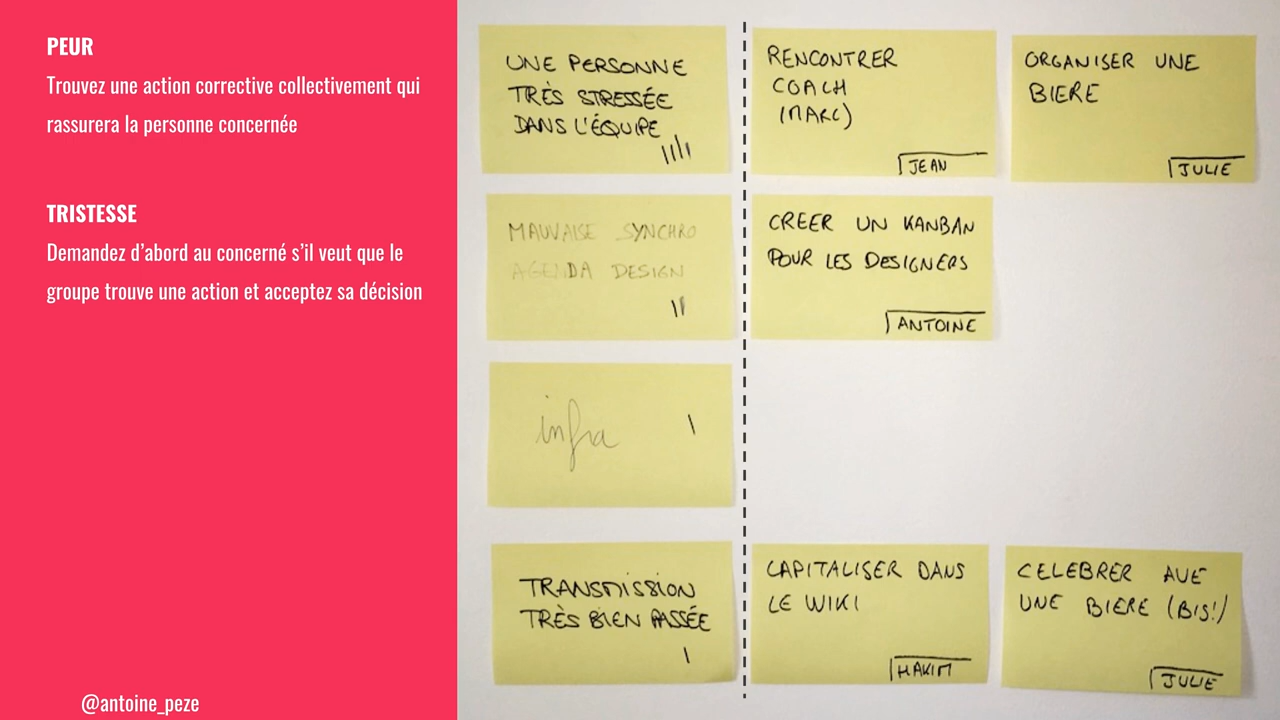 PEUR
Trouvez une action corrective collectivement qui
rassurera la personne concernée
TRISTESSE
Demandez d'abord au concerné s'il veut que le
groupe trouve une action et acceptez sa décision
@antoine_peze
UNE PERSONNE
TRÈS STRESSÉE
DANS L'ÉQUIPE
RENCONTRER
COACH
(MARC)
JEAN
ORGANISER UNE
BIERE
JULIE
MAUVAISE SYNCHRO
AGENDA DESIGN
CREER UN KANBAN
POUR LES DESIGNERS
ANTOINE
infra
TRANSMISSION
TRÈS BIEN PASSÉE
CAPITALISER DANS
LE WIKI
HAKIM
CELEBRER AVE
UNE BIERE (BIS!)
JULIE